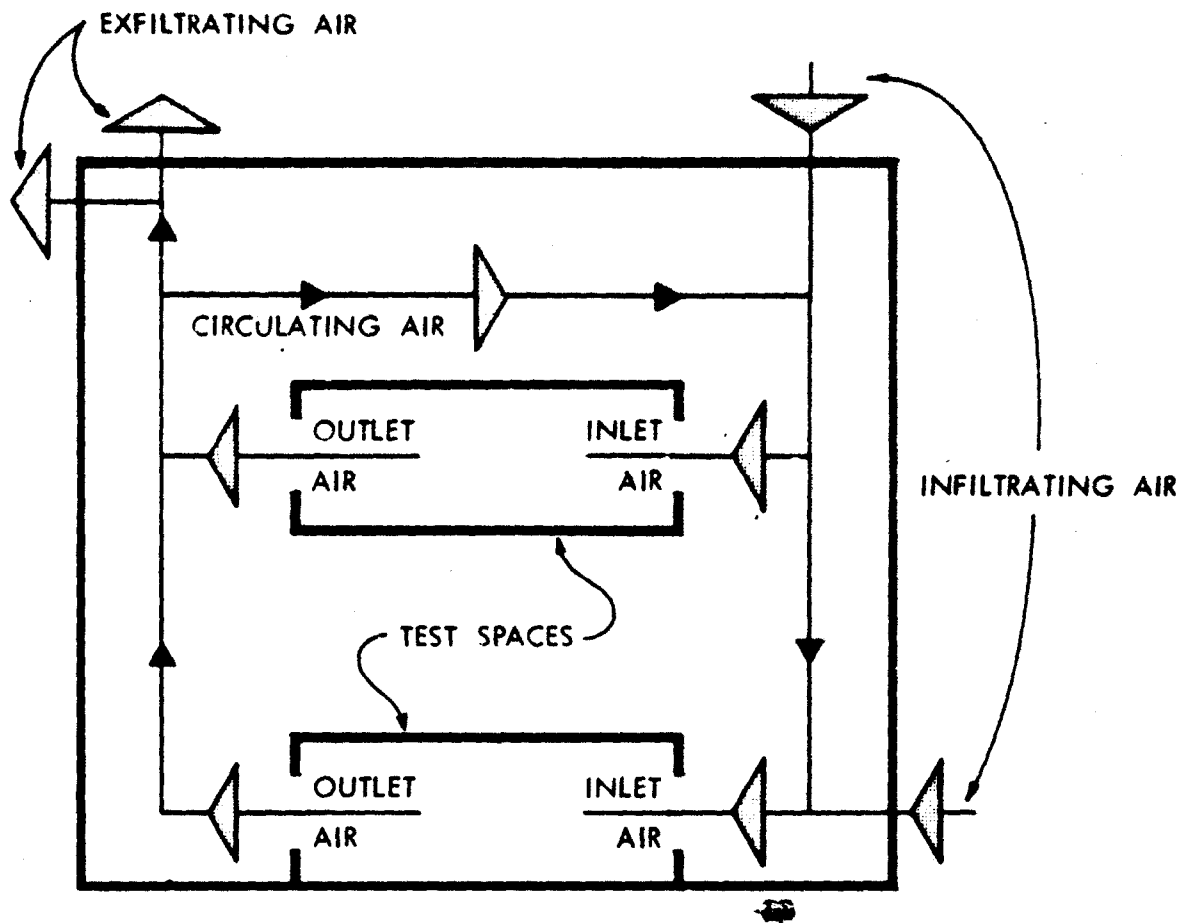 EXFILTRATING AIR
CIRCULATING AIR
OUTLET
AIR
INLET
AIR
INFILTRATING AIR
TEST SPACES
OUTLET
AIR
INLET
AIR